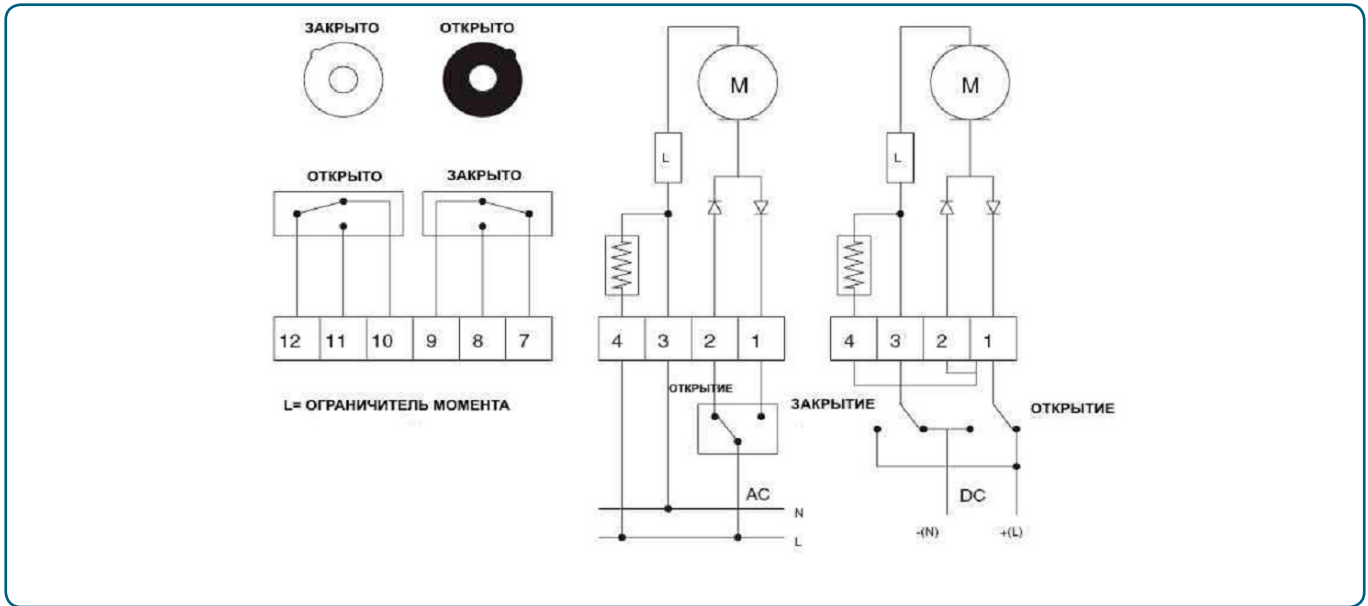 ЗАКРЫТО ОТКРЫТО
ОТКРЫТО ЗАКРЫТО
12 11 10 9 8 7
L= ОГРАНИЧИТЕЛЬ МОМЕНТА
M
L
4 3 2 1
ОТКРЫТИЕ
ЗАКРЫТИЕ
AC
N
L
M
L
4 3 2 1
ОТКРЫТИЕ
DC
-(N) +(L)